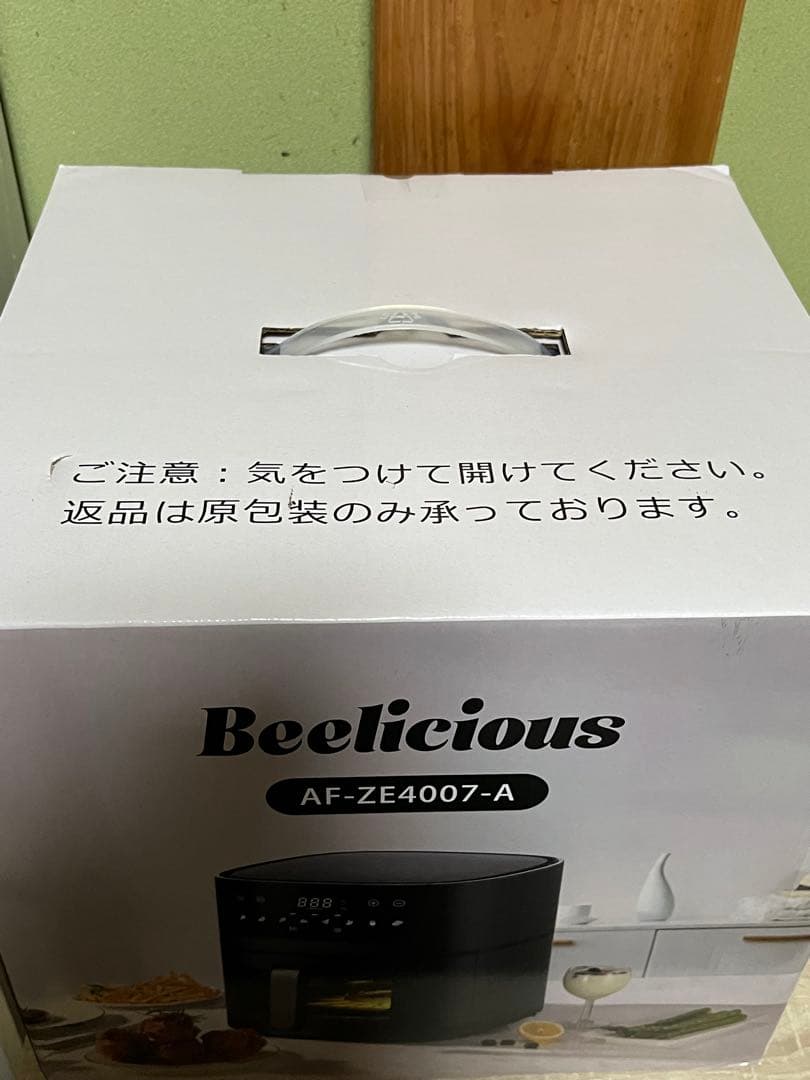 ご注意：気をつけて開けてください。
返品は原包装のみ承っております。
Beelicious
AF-ZE4007-A
888